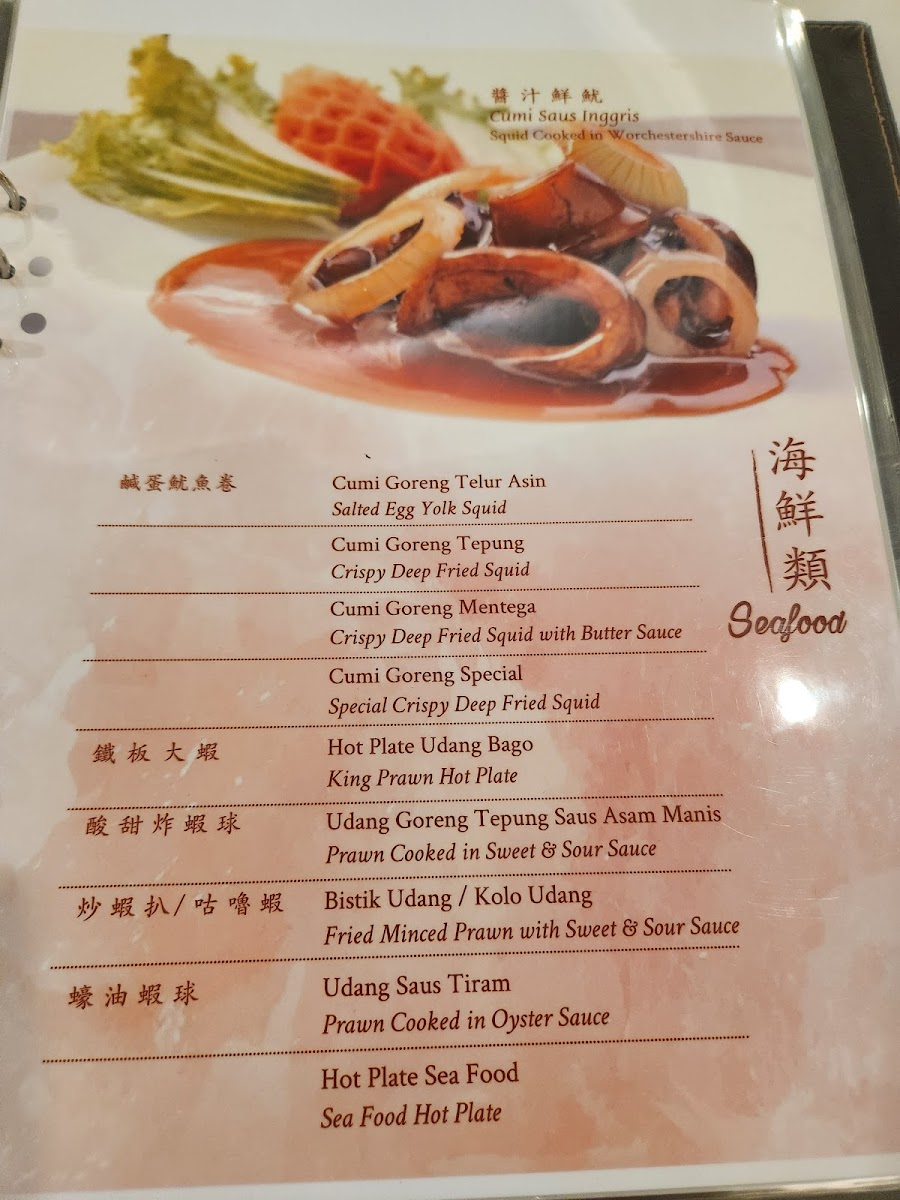 醬汁鮮魷
Cumi Saus Inggris
Squid Cooked in Worchestershire Sauce
海鮮類
Seafood
鹹蛋魷魚卷
Cumi Goreng Telur Asin
Salted Egg Yolk Squid
Cumi Goreng Tepung
Crispy Deep Fried Squid
Cumi Goreng Mentega
Crispy Deep Fried Squid with Butter Sauce
Cumi Goreng Special
Special Crispy Deep Fried Squid
鐵板大蝦
Hot Plate Udang Bago
King Prawn Hot Plate
酸甜炸蝦球
Udang Goreng Tepung Saus Asam Manis
Prawn Cooked in Sweet & Sour Sauce
炒蝦扒/咕嚕蝦
Bistik Udang / Kolo Udang
Fried Minced Prawn with Sweet & Sour Sauce
蠔油蝦球
Udang Saus Tiram
Prawn Cooked in Oyster Sauce
Hot Plate Sea Food
Sea Food Hot Plate